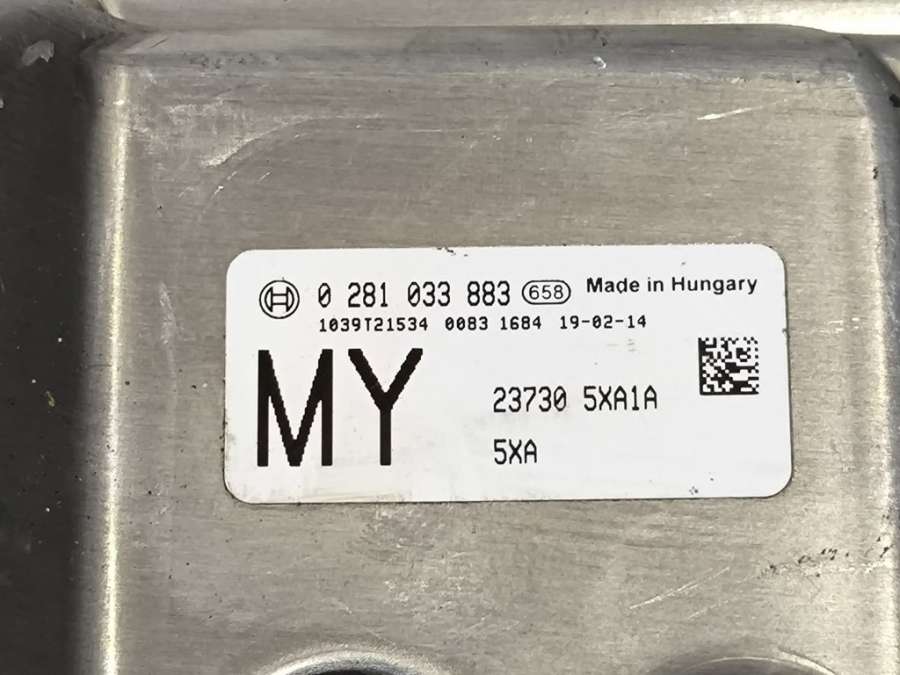 0 281 033 883 658 Made in Hungary
1039T21534 0083 1684 19-02-14
MY
23730 5XA1A
5XA